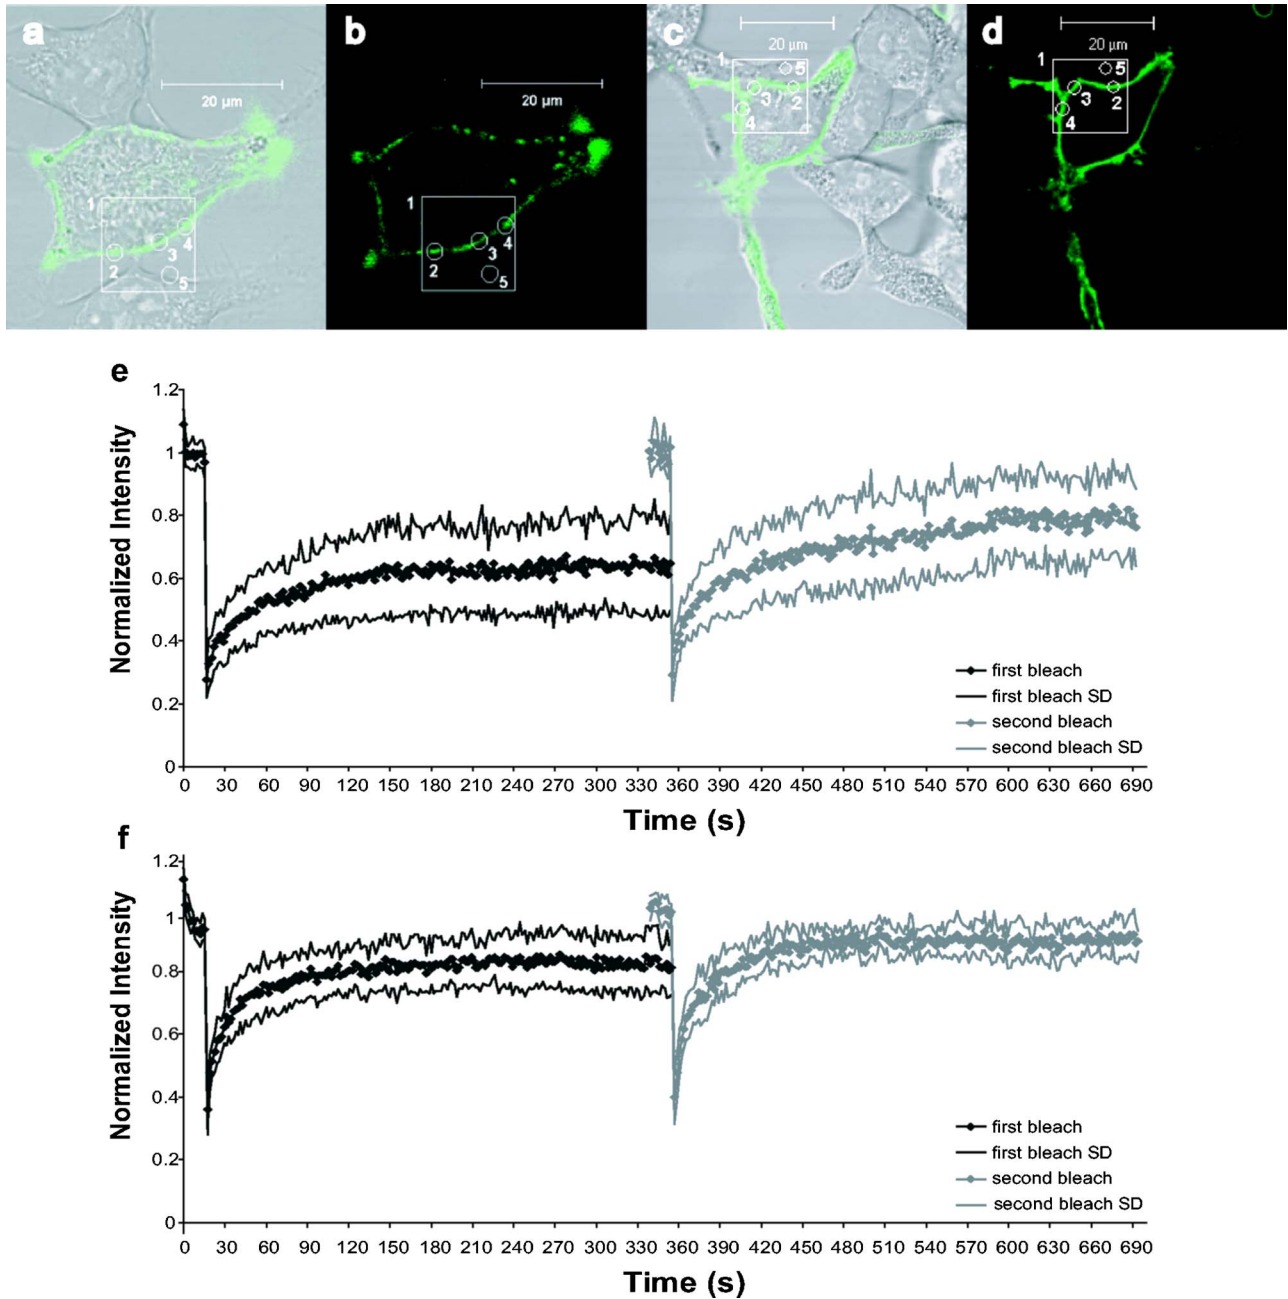 a
20 µm
1
2
3
4
5
b
20 µm
1
2
3
4
5
c
20 µm
1
5
3
2
4
d
20 µm
1
5
3
2
4
e
Normalized Intensity
1.2
1
0.8
0.6
0.4
0.2
0
0 30 60 90 120 150 180 210 240 270 300 330 360 390 420 450 480 510 540 570 600 630 660 690
Time (s)
first bleach
first bleach SD
second bleach
second bleach SD
f
Normalized Intensity
1.2
1
0.8
0.6
0.4
0.2
0
0 30 60 90 120 150 180 210 240 270 300 330 360 390 420 450 480 510 540 570 600 630 660 690
Time (s)
first bleach
first bleach SD
second bleach
second bleach SD